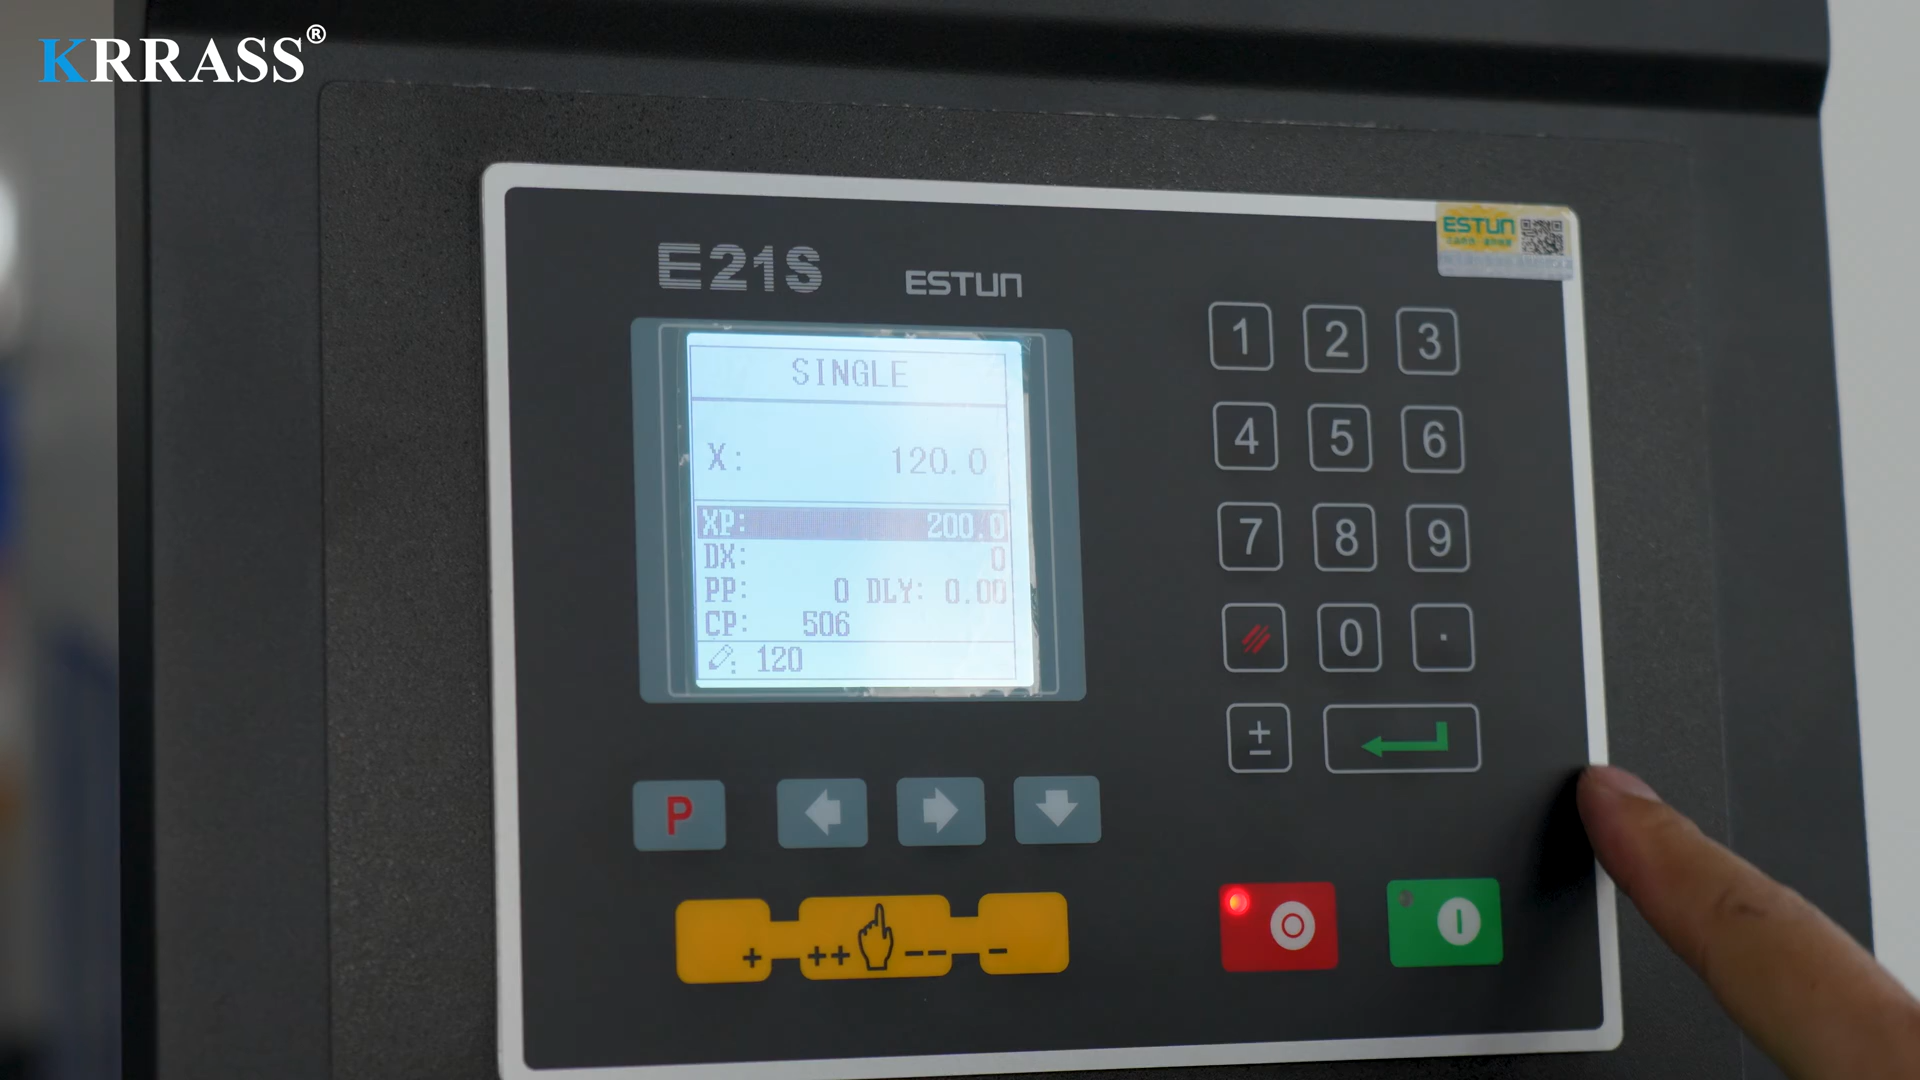 KRRASS®
E21S ESTUN
ESTUN
SINGLE
X: 120.0
XP: 200.0
DX: 0
PP: 0 DLY: 0.00
CP: 506
: 120
1 2 3
4 5 6
7 8 9
0 .
±
P
+ ++ -- -